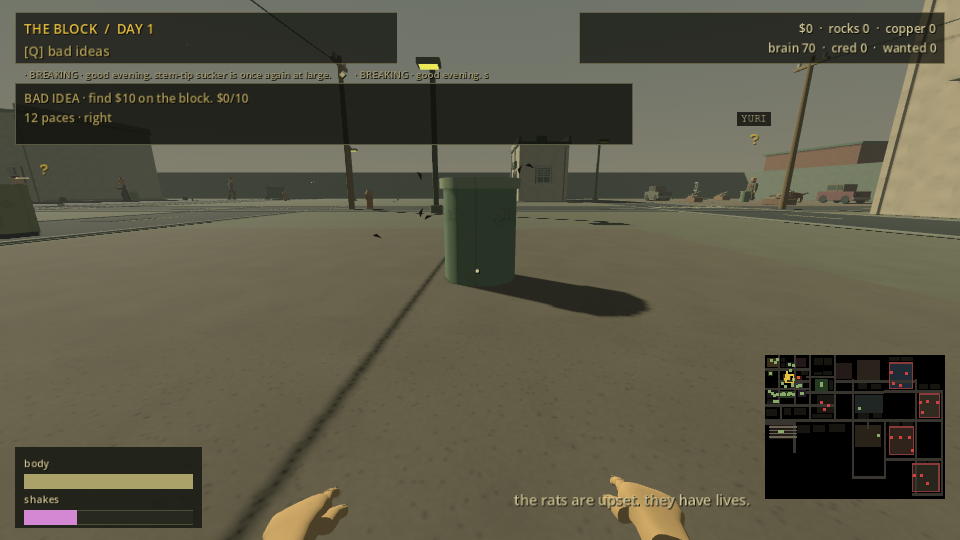 THE BLOCK / DAY 1
[Q] bad ideas
$0 · rocks 0 · copper 0
brain 70 · cred 0 · wanted 0
· BREAKING · good evening. stem-tip sucker is once again at large. · BREAKING · good evening. s
BAD IDEA · find $10 on the block. $0/10
12 paces · right
YURI
?
?
body
shakes
the rats are upset. they have lives.